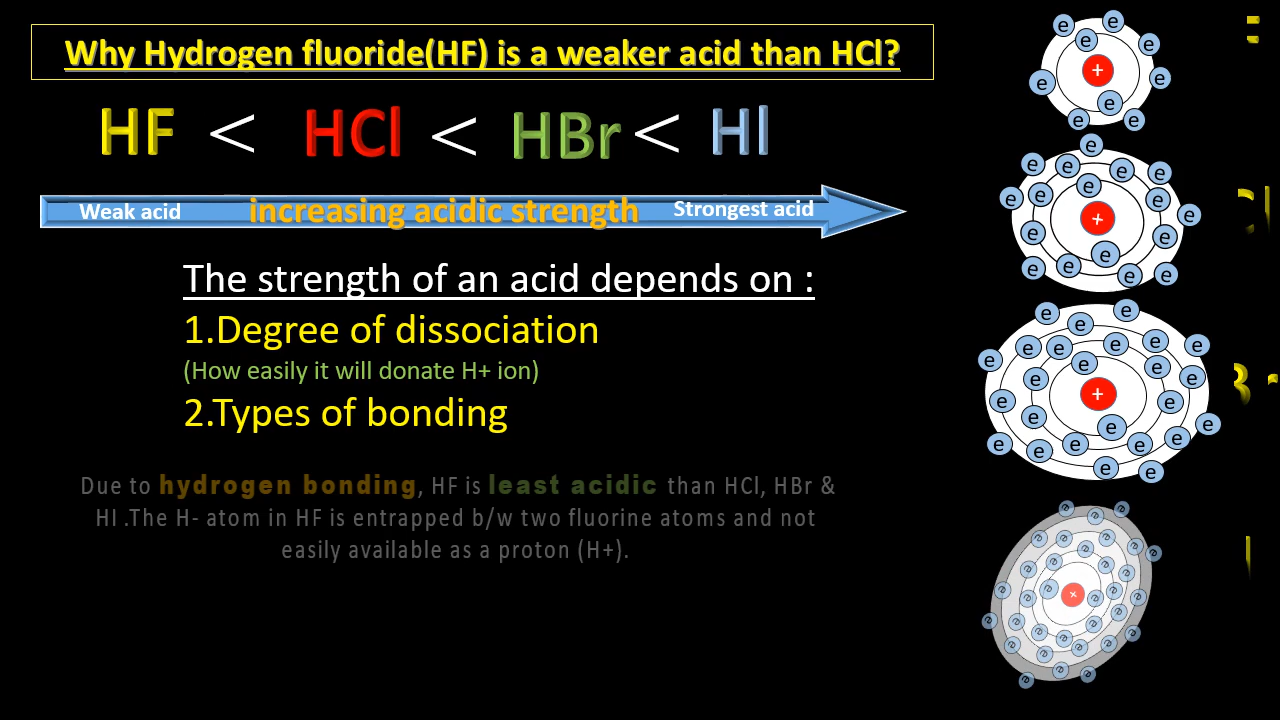 Why Hydrogen fluoride(HF) is a weaker acid than HCl?
HF < HCl < HBr < HI
Weak acid increasing acidic strength Strongest acid
The strength of an acid depends on :
1.Degree of dissociation
(How easily it will donate H+ ion)
2.Types of bonding
Due to hydrogen bonding, HF is least acidic than HCl, HBr &
HI .The H- atom in HF is entrapped b/w two fluorine atoms and not
easily available as a proton (H+).